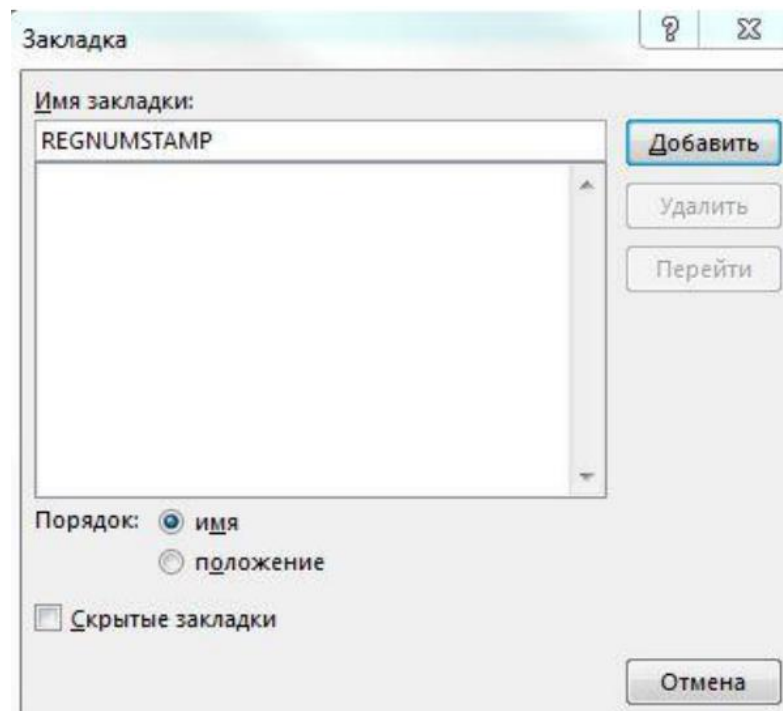 Закладка
Имя закладки:
REGNUMSTAMP
Добавить
Удалить
Перейти
Порядок:
имя
положение
Скрытые закладки
Отмена